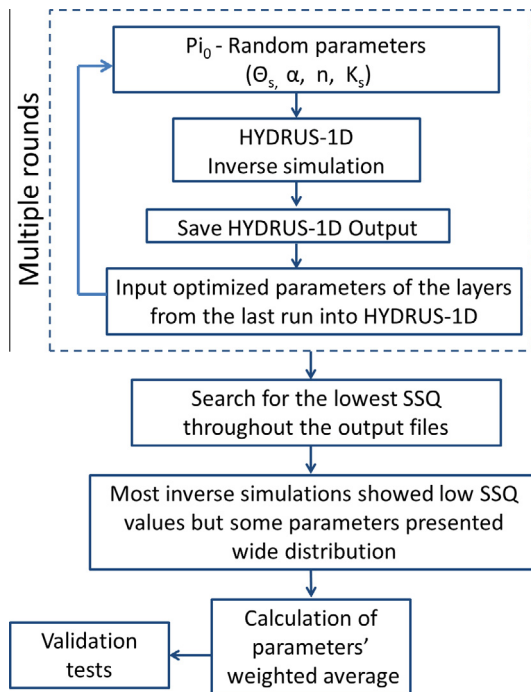 Multiple rounds
Pi₀ - Random parameters
(Θₛ, α, n, Kₛ)
HYDRUS-1D
Inverse simulation
Save HYDRUS-1D Output
Input optimized parameters of the layers
from the last run into HYDRUS-1D
Search for the lowest SSQ
throughout the output files
Most inverse simulations showed low SSQ
values but some parameters presented
wide distribution
Calculation of
parameters’
weighted average
Validation
tests